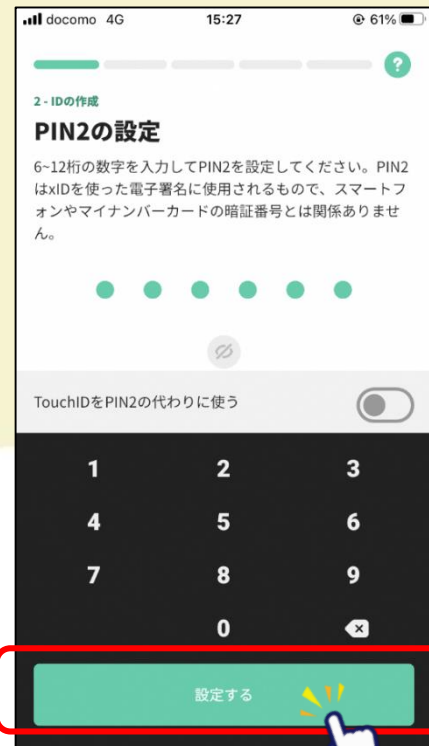 docomo 4G 15:27 61%
?
2 - IDの作成
PIN2の設定
6~12桁の数字を入力してPIN2を設定してください。PIN2
はxIDを使った電子署名に使用されるもので、スマートフ
ォンやマイナンバーカードの暗証番号とは関係ありませ
ん。
TouchIDをPIN2の代わりに使う
1 2 3
4 5 6
7 8 9
0
設定する